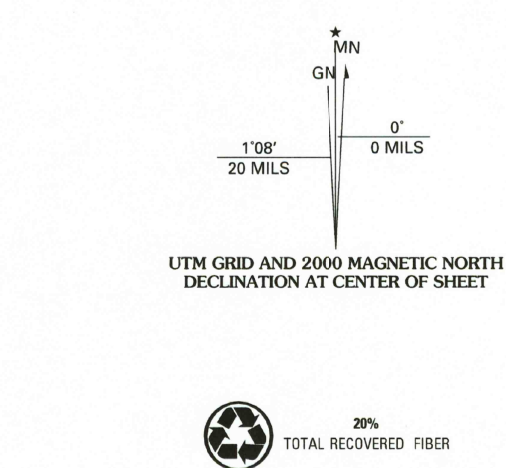 MN
GN
0°
0 MILS
1°08'
20 MILS
UTM GRID AND 2000 MAGNETIC NORTH
DECLINATION AT CENTER OF SHEET
20%
TOTAL RECOVERED FIBER